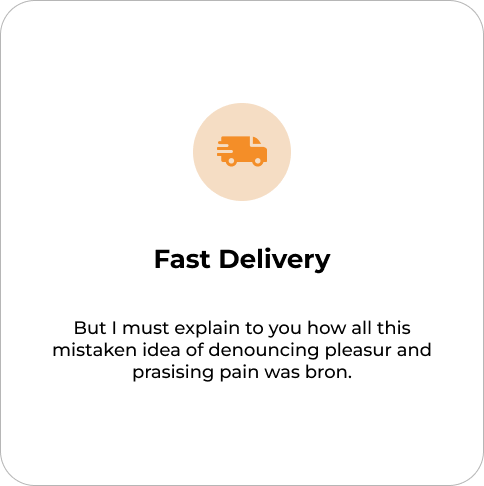 Fast Delivery
But I must explain to you how all this
mistaken idea of denouncing pleasur and
prasising pain was bron.